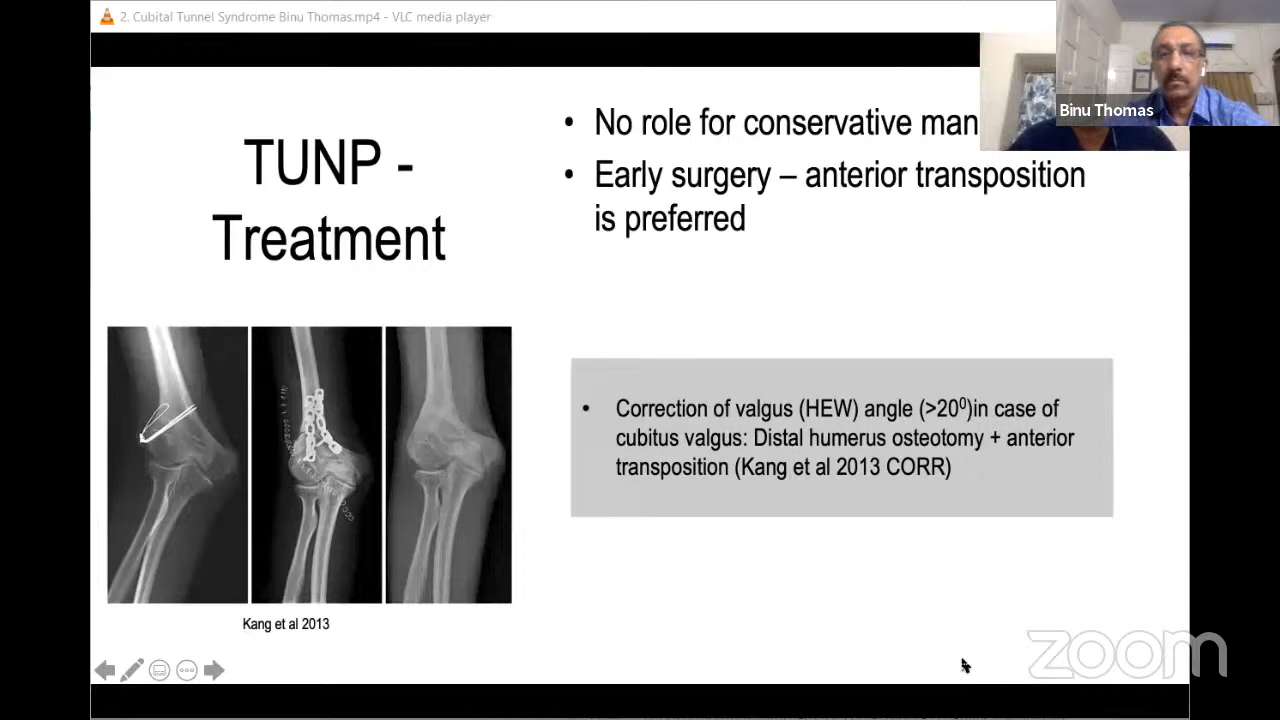 2. Cubital Tunnel Syndrome Binu Thomas.mp4 - VLC media player
Binu Thomas
TUNP -
Treatment
• No role for conservative man
• Early surgery – anterior transposition
is preferred
• Correction of valgus (HEW) angle (>20⁰)in case of
cubitus valgus: Distal humerus osteotomy + anterior
transposition (Kang et al 2013 CORR)
Kang et al 2013
zoom